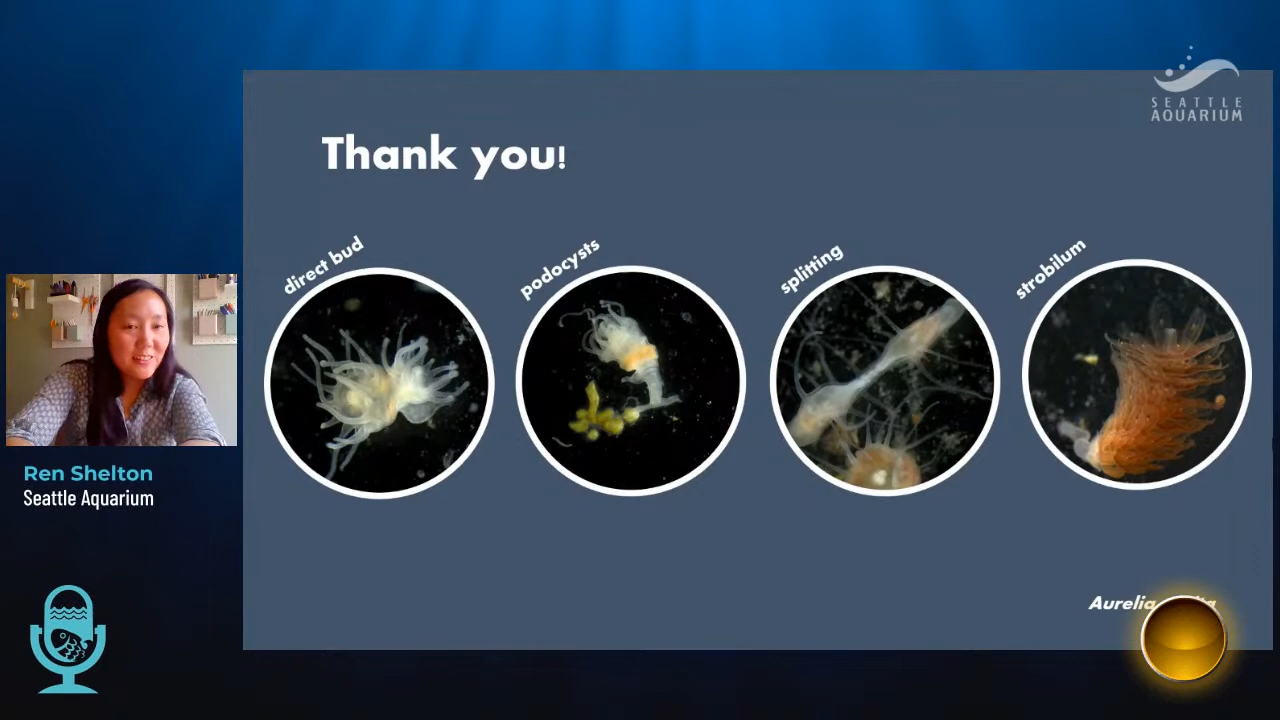 SEATTLE
AQUARIUM
Thank you!
direct bud
podocysts
splitting
strobilum
Ren Shelton
Seattle Aquarium
Aurelia